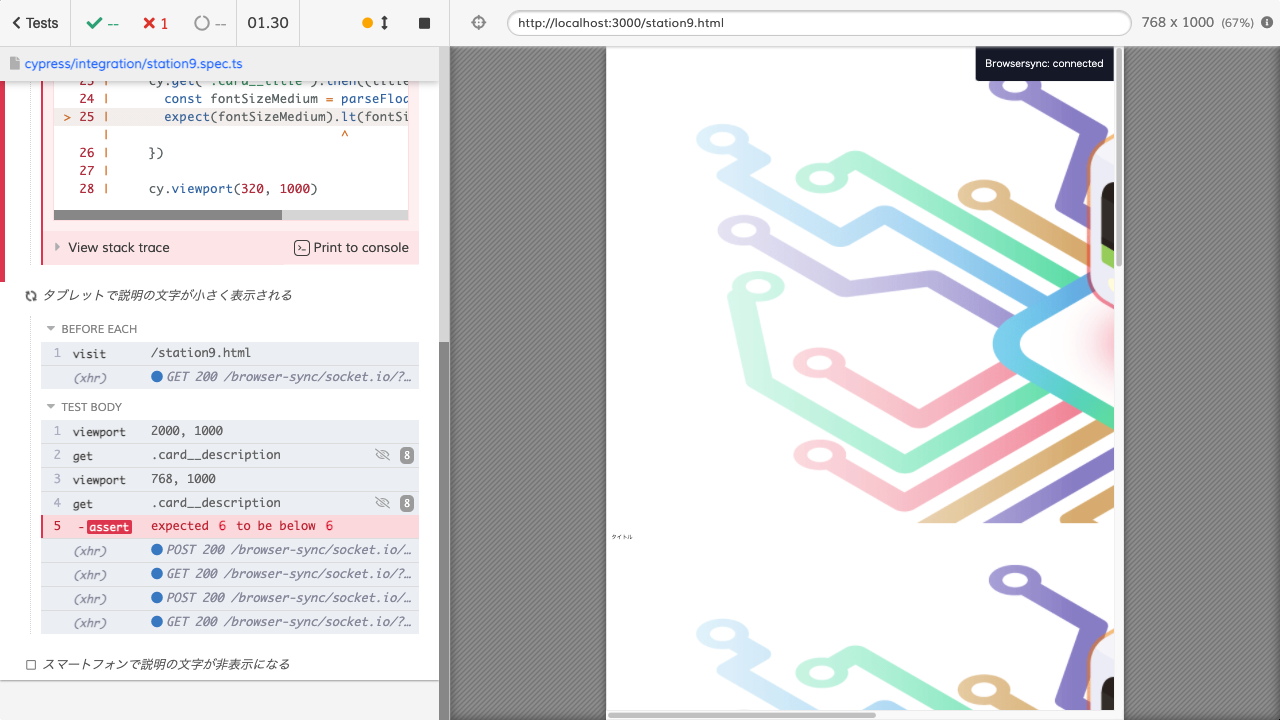 Tests
--
1
--
01.30
http://localhost:3000/station9.html
768 x 1000 (67%)
cypress/integration/station9.spec.ts
24 | const fontSizeMedium = parseFloa
> 25 | expect(fontSizeMedium).lt(fontSi
| ^
26 | })
27 |
28 | cy.viewport(320, 1000)
View stack trace
Print to console
タブレットで説明の文字が小さく表示される
BEFORE EACH
1 visit /station9.html
(xhr) GET 200 /browser-sync/socket.io/?…
TEST BODY
1 viewport 2000, 1000
2 get .card__description 8
3 viewport 768, 1000
4 get .card__description 8
5 -assert expected 6 to be below 6
(xhr) POST 200 /browser-sync/socket.io/…
(xhr) GET 200 /browser-sync/socket.io/?…
(xhr) POST 200 /browser-sync/socket.io/…
(xhr) GET 200 /browser-sync/socket.io/?…
スマートフォンで説明の文字が非表示になる
Browsersync: connected
タイトル